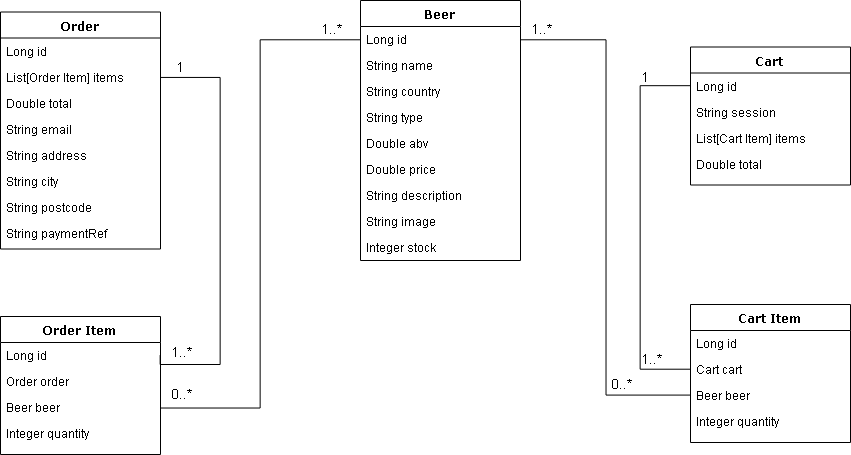 Order
Long id
List[Order Item] items
Double total
String email
String address
String city
String postcode
String paymentRef
1
1..*
Order Item
Long id
Order order
Beer beer
Integer quantity
0..*
1..*
Beer
Long id
String name
String country
String type
Double abv
Double price
String description
String image
Integer stock
1..*
0..*
Cart
Long id
String session
List[Cart Item] items
Double total
1
1..*
Cart Item
Long id
Cart cart
Beer beer
Integer quantity